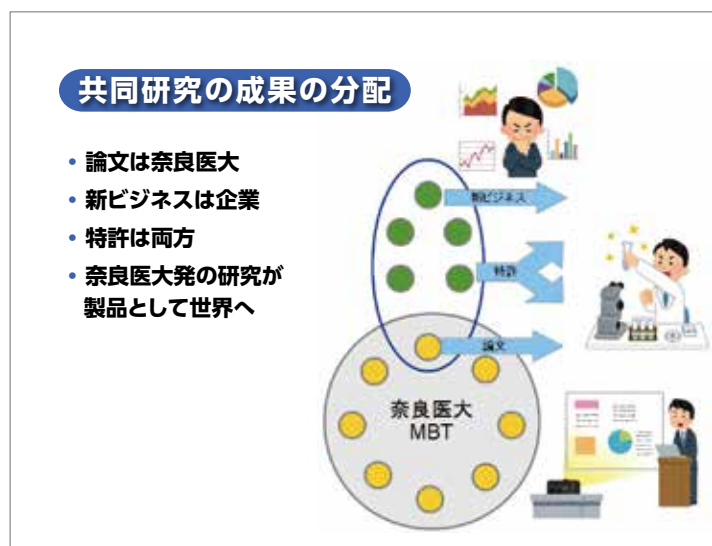 共同研究の成果の分配
• 論文は奈良医大
• 新ビジネスは企業
• 特許は両方
• 奈良医大発の研究が
製品として世界へ
新ビジネス
特許
論文
奈良医大
MBT